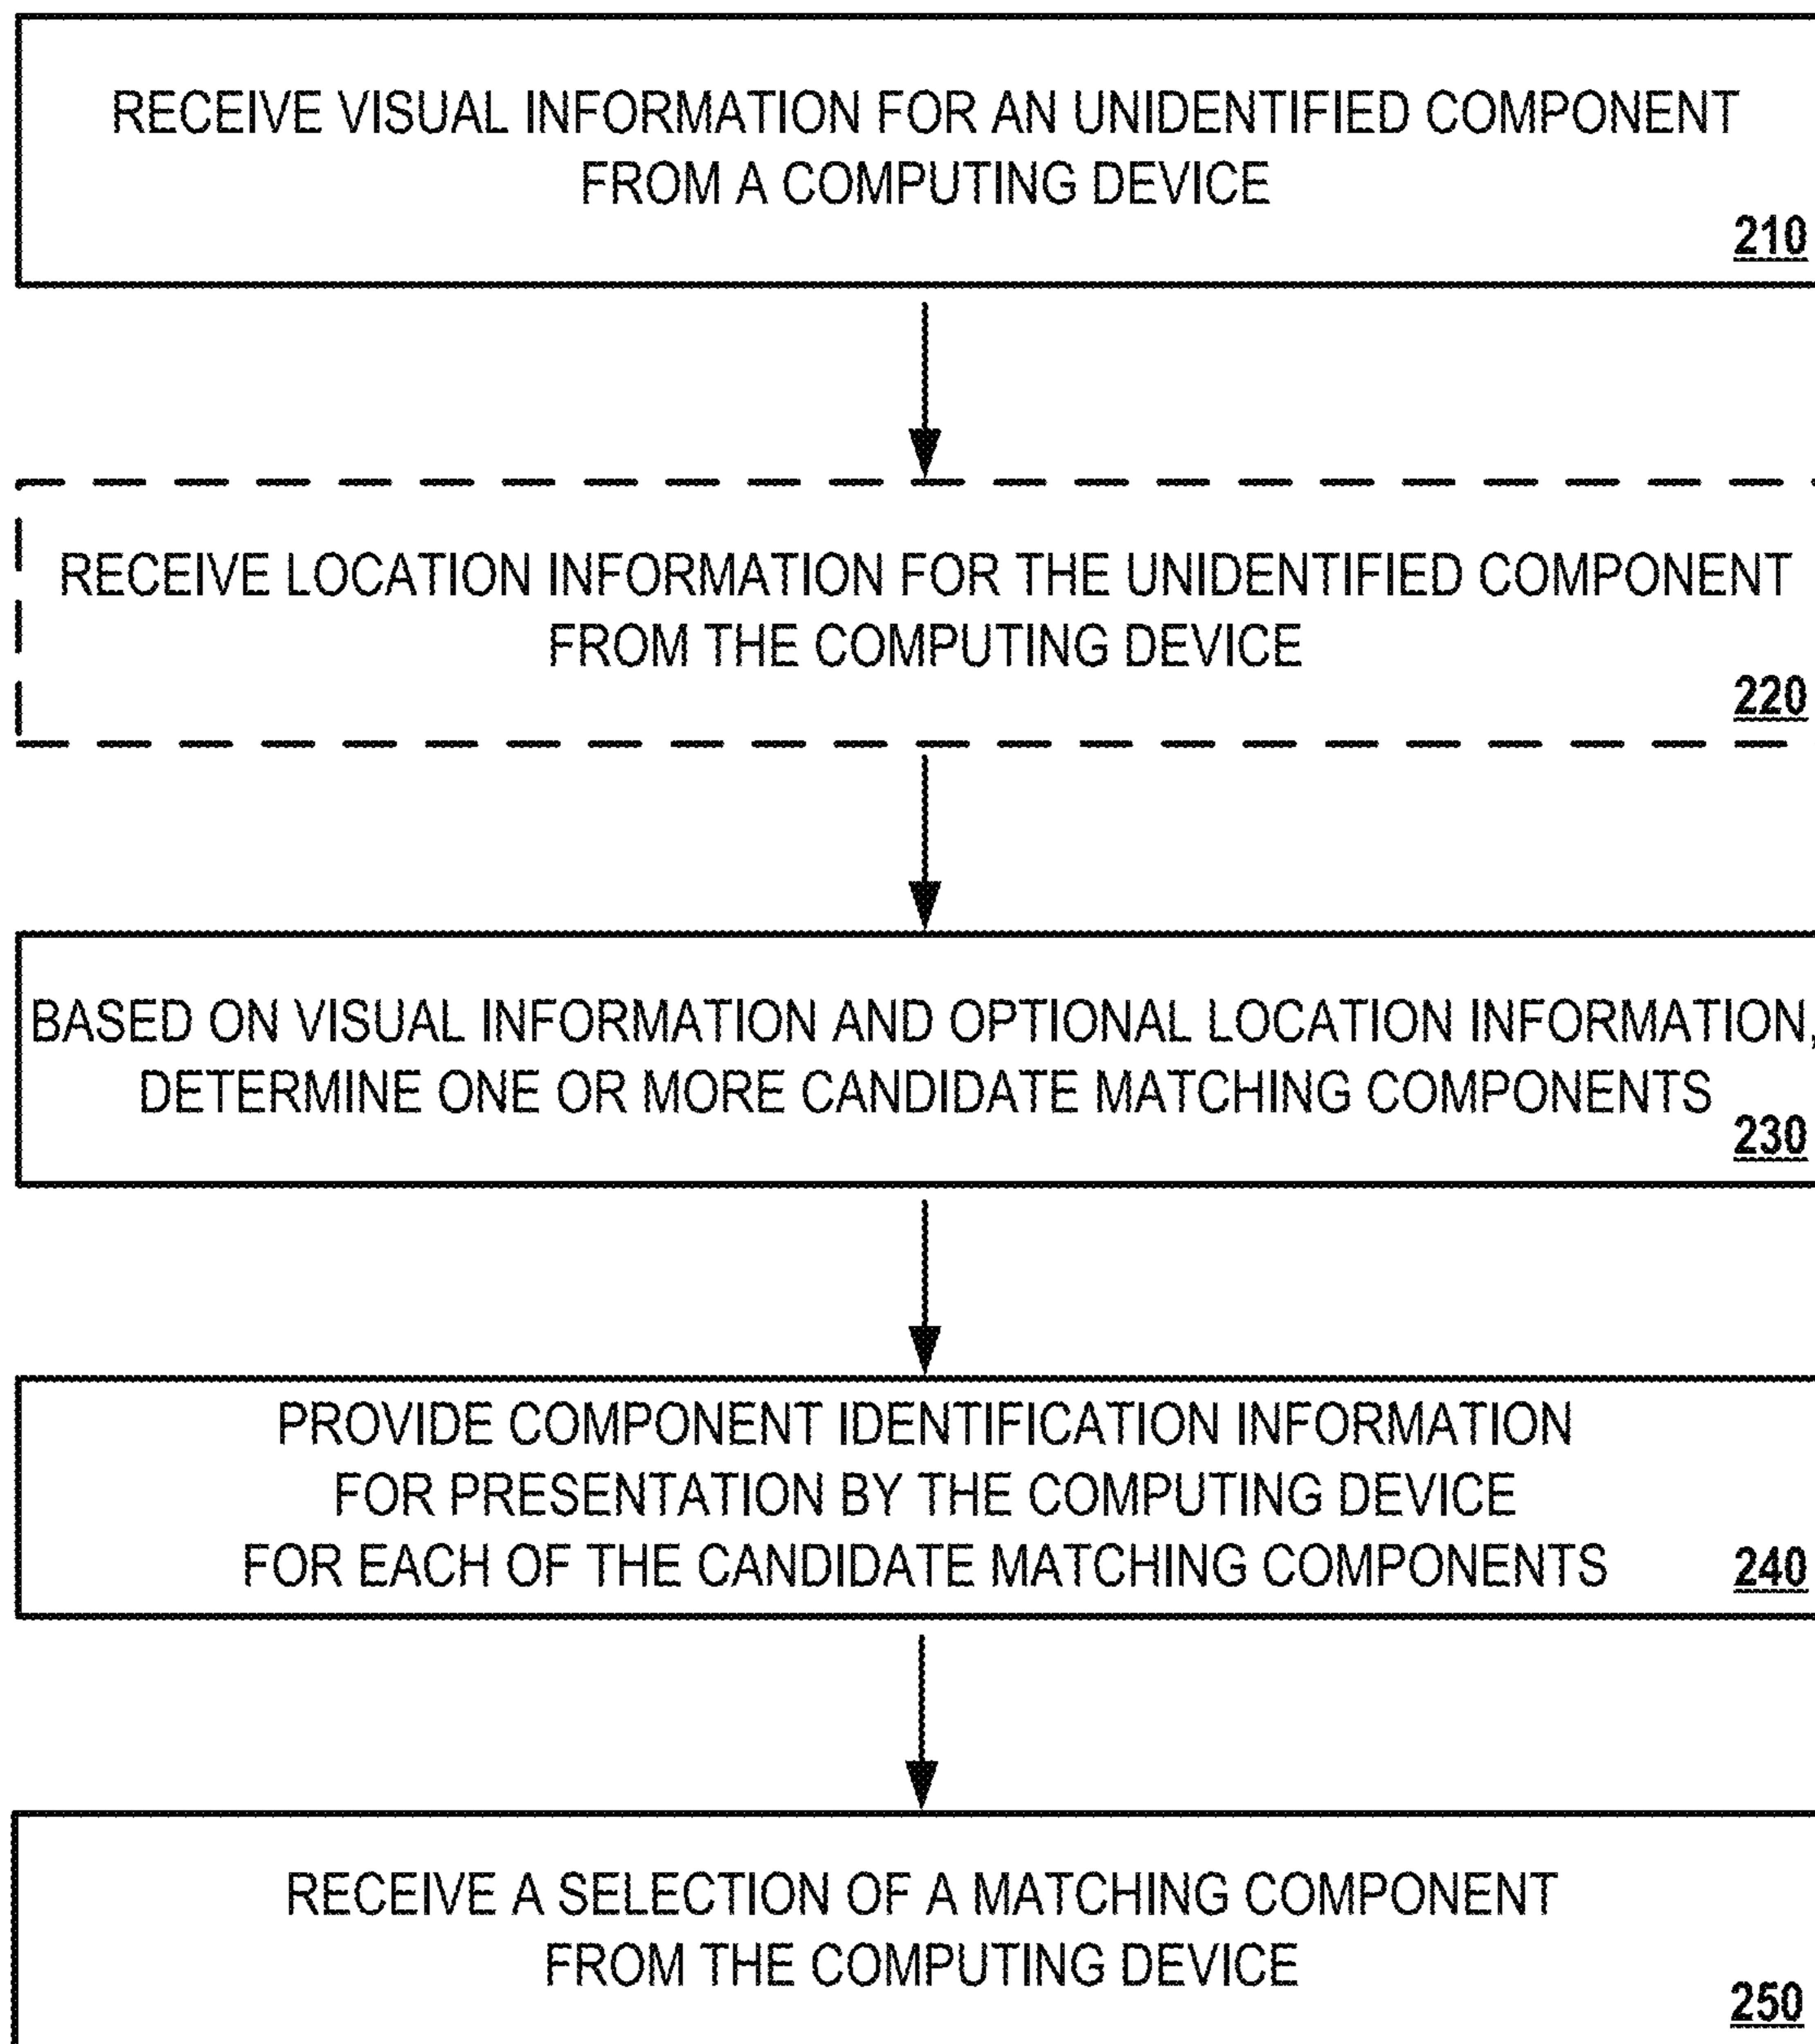 RECEIVE VISUAL INFORMATION FOR AN UNIDENTIFIED COMPONENT
FROM A COMPUTING DEVICE
210
RECEIVE LOCATION INFORMATION FOR THE UNIDENTIFIED COMPONENT
FROM THE COMPUTING DEVICE
220
BASED ON VISUAL INFORMATION AND OPTIONAL LOCATION INFORMATION,
DETERMINE ONE OR MORE CANDIDATE MATCHING COMPONENTS
230
PROVIDE COMPONENT IDENTIFICATION INFORMATION
FOR PRESENTATION BY THE COMPUTING DEVICE
FOR EACH OF THE CANDIDATE MATCHING COMPONENTS
240
RECEIVE A SELECTION OF A MATCHING COMPONENT
FROM THE COMPUTING DEVICE
250